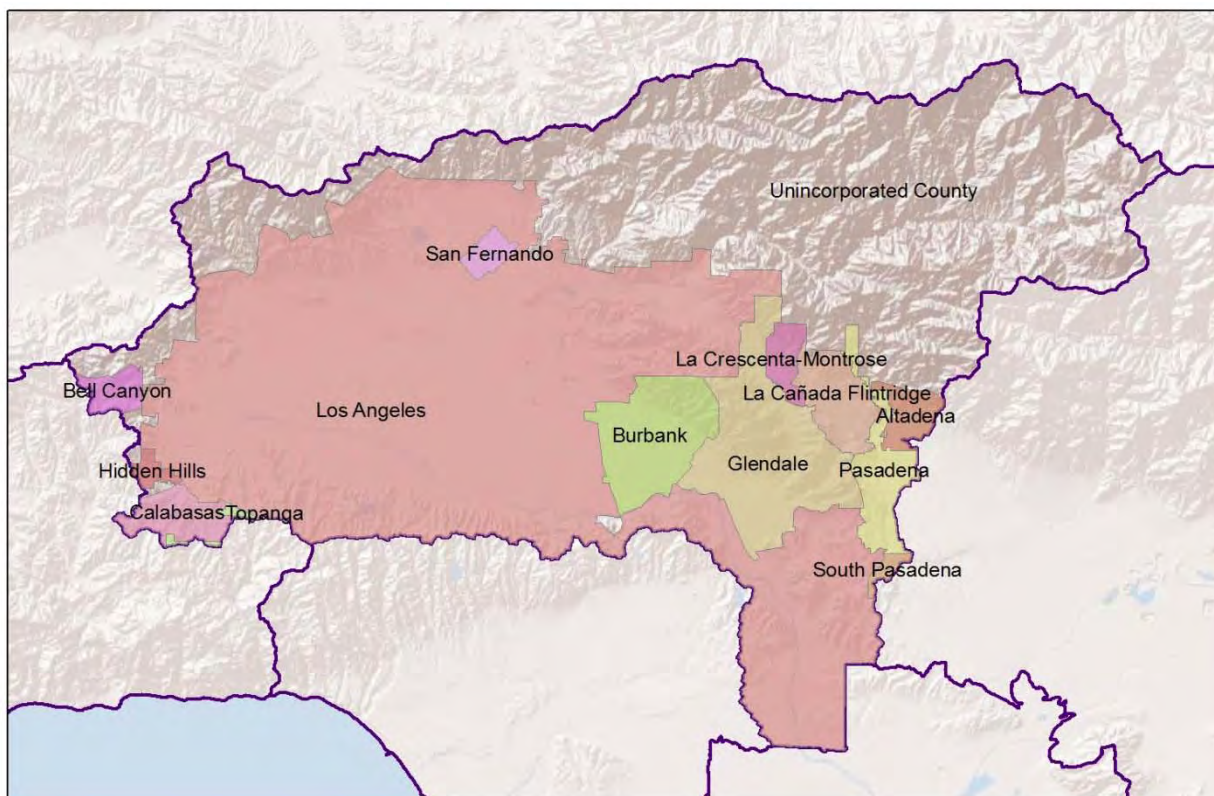 Unincorporated County
San Fernando
La Crescenta-Montrose
Bell Canyon
La Cañada Flintridge
Los Angeles
Altadena
Burbank
Glendale
Pasadena
Hidden Hills
Calabasas
Topanga
South Pasadena